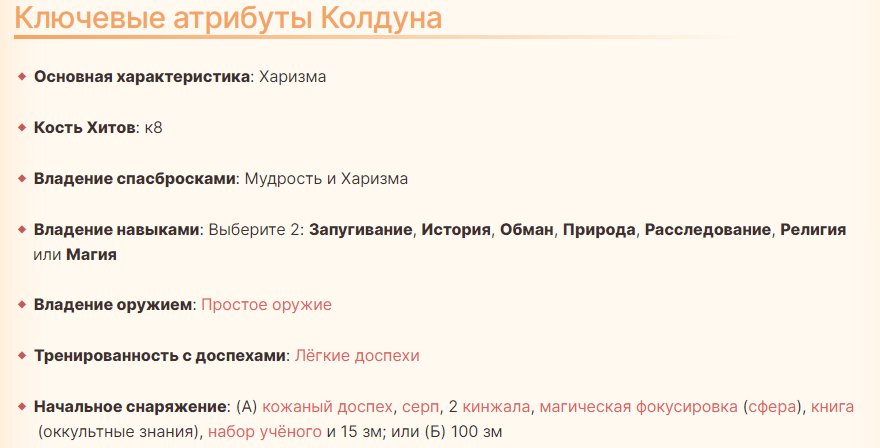 Ключевые атрибуты Колдуна
Основная характеристика: Харизма
Кость Хитов: к8
Владение спасбросками: Мудрость и Харизма
Владение навыками: Выберите 2: Запугивание, История, Обман, Природа, Расследование, Религия
или Магия
Владение оружием: Простое оружие
Тренированность с доспехами: Лёгкие доспехи
Начальное снаряжение: (А) кожаный доспех, серп, 2 кинжала, магическая фокусировка (сфера), книга
(оккультные знания), набор учёного и 15 зм; или (Б) 100 зм